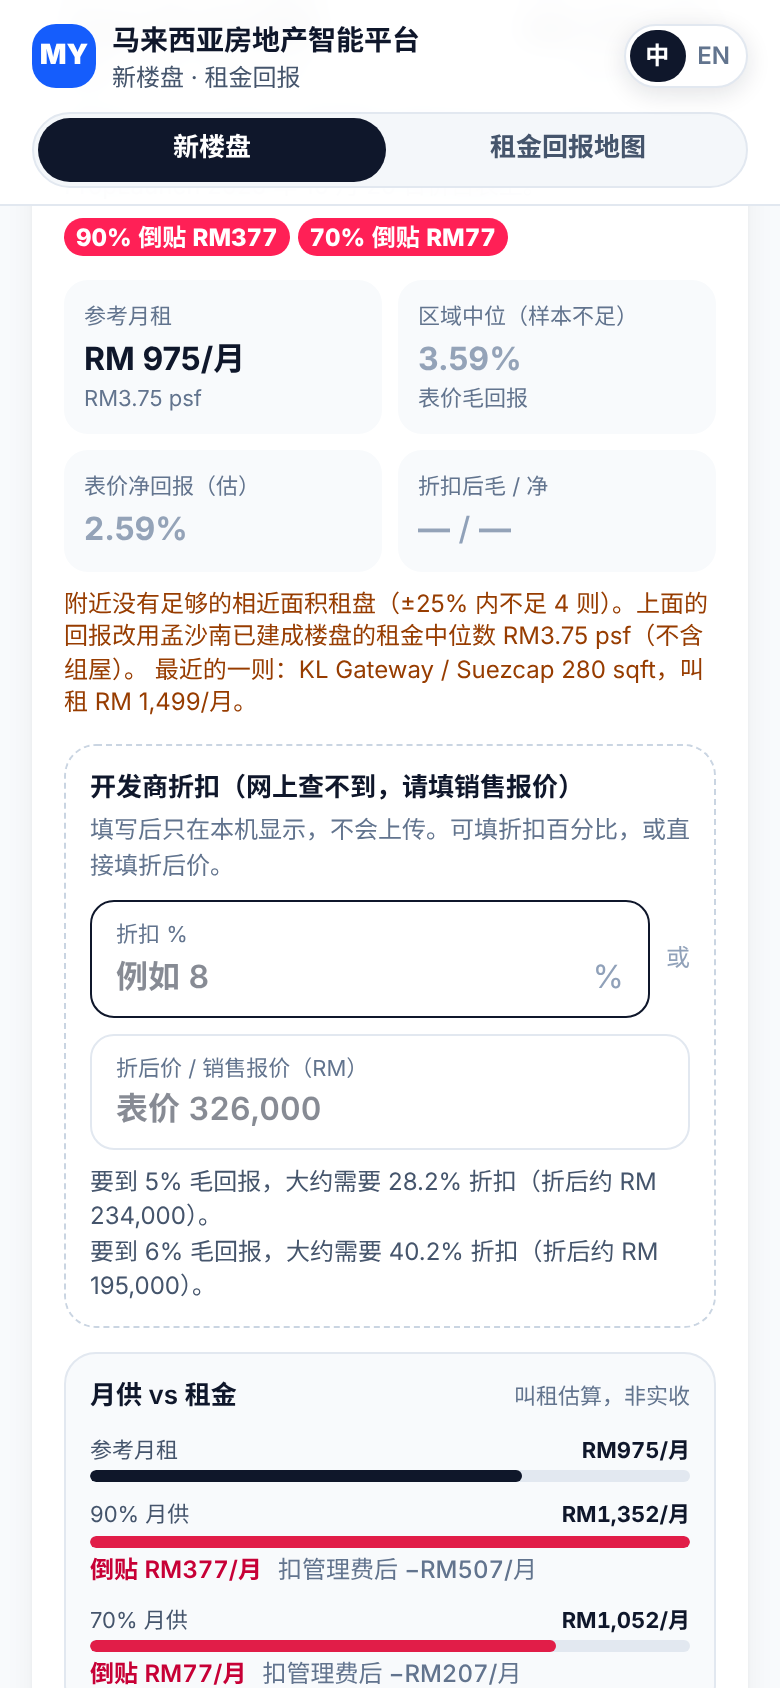 MY
马来西亚房地产智能平台
新楼盘 · 租金回报
中 EN
新楼盘 租金回报地图
90% 倒贴 RM377 70% 倒贴 RM77
参考月租
RM 975/月
RM3.75 psf
区域中位（样本不足）
3.59%
表价毛回报
表价净回报（估）
2.59%
折扣后毛 / 净
— / —
附近没有足够的相近面积租盘（±25% 内不足 4 则）。上面的
回报改用孟沙南已建成楼盘的租金中位数 RM3.75 psf（不含
组屋）。 最近的一则：KL Gateway / Suezcap 280 sqft，叫
租 RM 1,499/月。
开发商折扣（网上查不到，请填销售报价）
填写后只在本机显示，不会上传。可填折扣百分比，或直
接填折后价。
折扣 %
例如 8 %
或
折后价 / 销售报价（RM）
表价 326,000
要到 5% 毛回报，大约需要 28.2% 折扣（折后约 RM
234,000）。
要到 6% 毛回报，大约需要 40.2% 折扣（折后约 RM
195,000）。
月供 vs 租金 叫租估算，非实收
参考月租 RM975/月
90% 月供 RM1,352/月
倒贴 RM377/月 扣管理费后 −RM507/月
70% 月供 RM1,052/月
倒贴 RM77/月 扣管理费后 −RM207/月